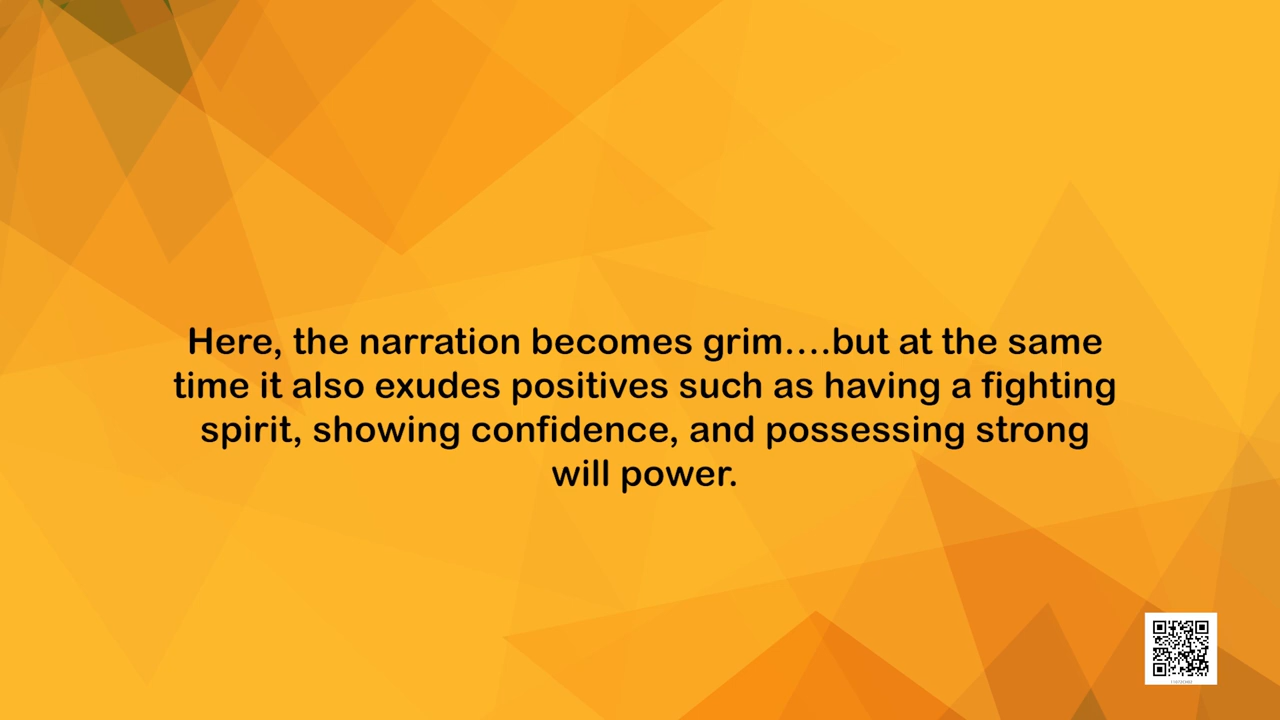 Here, the narration becomes grim....but at the same
time it also exudes positives such as having a fighting
spirit, showing confidence, and possessing strong
will power.